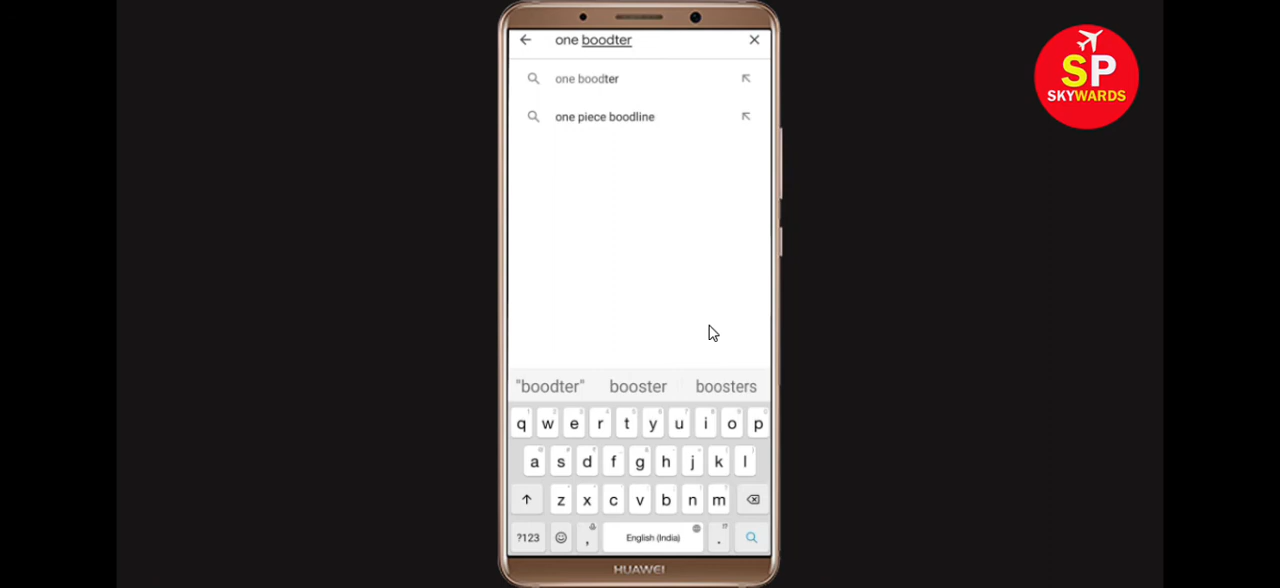 one boodter
one boodter
one piece boodline
"boodter" booster boosters
q w e r t y u i o p
a s d f g h j k l
z x c v b n m
?123 , English (India) .
HUAWEI
SP
SKYWARDS